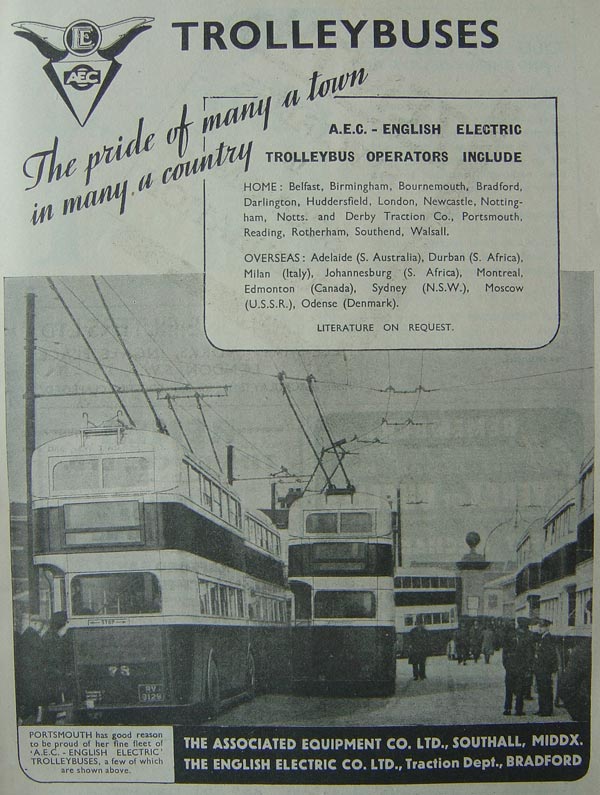 EE
AEC
TROLLEYBUSES
The pride of many a town
in many a country
A.E.C. - ENGLISH ELECTRIC
TROLLEYBUS OPERATORS INCLUDE
HOME: Belfast, Birmingham, Bournemouth, Bradford,
Darlington, Huddersfield, London, Newcastle, Notting-
ham, Notts. and Derby Traction Co., Portsmouth,
Reading, Rotherham, Southend, Walsall.
OVERSEAS: Adelaide (S. Australia), Durban (S. Africa),
Milan (Italy), Johannesburg (S. Africa), Montreal,
Edmonton (Canada), Sydney (N.S.W.), Moscow
(U.S.S.R.), Odense (Denmark).
LITERATURE ON REQUEST.
STOP
RV
PORTSMOUTH has good reason
to be proud of her fine fleet of
'A.E.C. - ENGLISH ELECTRIC'
TROLLEYBUSES, a few of which
are shown above.
THE ASSOCIATED EQUIPMENT CO. LTD., SOUTHALL, MIDDX.
THE ENGLISH ELECTRIC CO. LTD., Traction Dept., BRADFORD